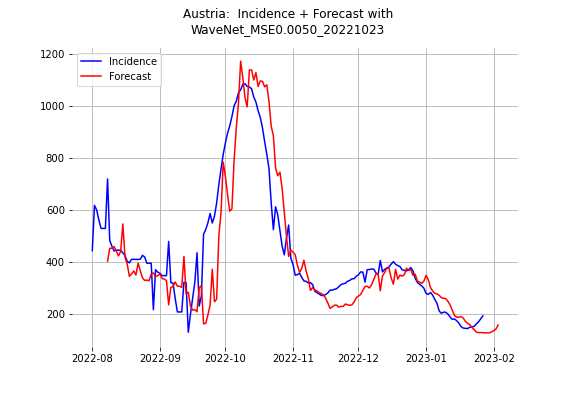 Austria:  Incidence + Forecast with
WaveNet_MSE0.0050_20221023
Incidence
Forecast
1200
1000
800
600
400
200
2022-08 2022-09 2022-10 2022-11 2022-12 2023-01 2023-02